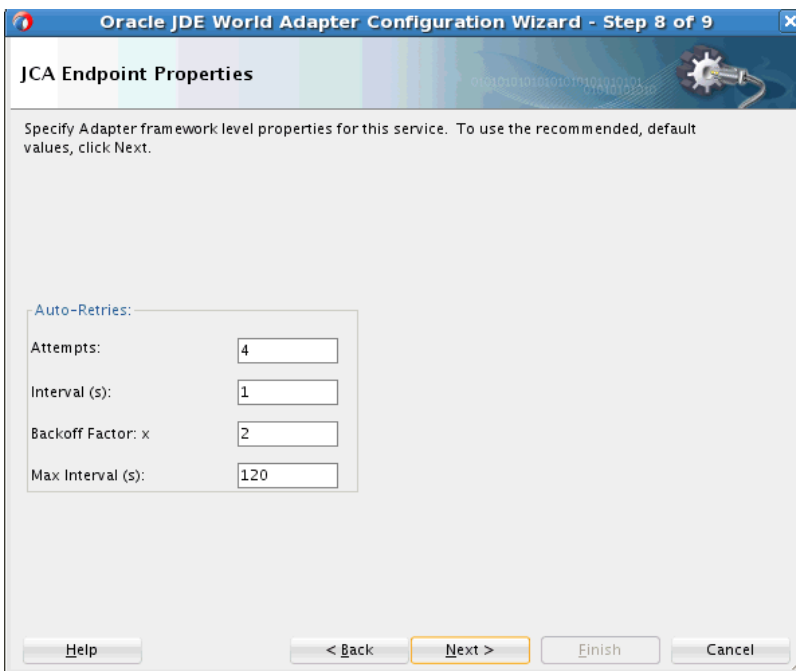 Oracle JDE World Adapter Configuration Wizard - Step 8 of 9
JCA Endpoint Properties
01010101010101010101010101
01010101010
Specify Adapter framework level properties for this service. To use the recommended, default
values, click Next.
Auto-Retries:
Attempts: 4
Interval (s): 1
Backoff Factor: x 2
Max Interval (s): 120
Help < Back Next > Finish Cancel